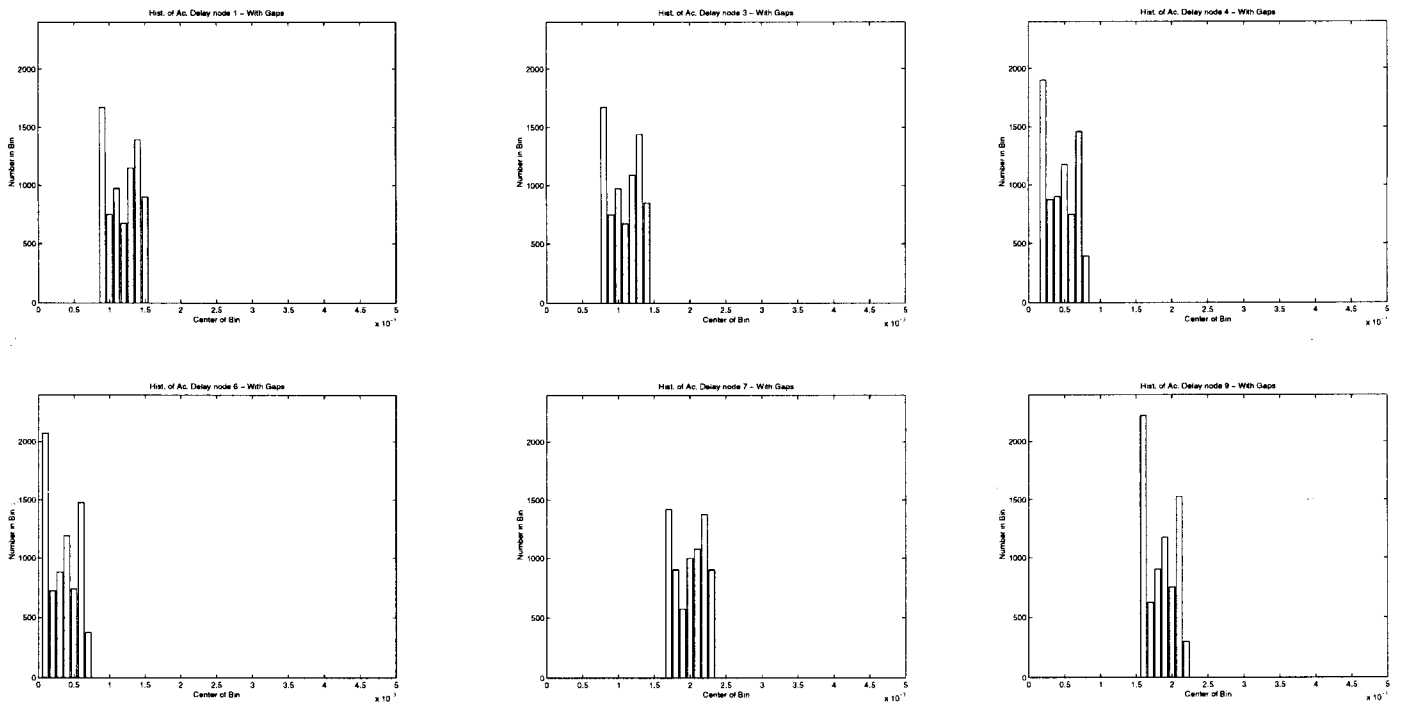 Hist. of Ac. Delay node 1 – With Gaps
2000
1500
1000
500
0
Number in Bin
0 0.5 1 1.5 2 2.5 3 3.5 4 4.5 5
Center of Bin
x 10
Hist. of Ac. Delay node 3 – With Gaps
2000
1500
1000
500
0
Number in Bin
0 0.5 1 1.5 2 2.5 3 3.5 4 4.5 5
Center of Bin
x 10
Hist. of Ac. Delay node 4 – With Gaps
2000
1500
1000
500
0
Number in Bin
0 0.5 1 1.5 2 2.5 3 3.5 4 4.5 5
Center of Bin
x 10
Hist. of Ac. Delay node 6 – With Gaps
2000
1500
1000
500
0
Number in Bin
0 0.5 1 1.5 2 2.5 3 3.5 4 4.5 5
Center of Bin
x 10
Hist. of Ac. Delay node 7 – With Gaps
2000
1500
1000
500
0
Number in Bin
0 0.5 1 1.5 2 2.5 3 3.5 4 4.5 5
Center of Bin
x 10
Hist. of Ac. Delay node 9 – With Gaps
2000
1500
1000
500
0
Number in Bin
0 0.5 1 1.5 2 2.5 3 3.5 4 4.5 5
Center of Bin
x 10